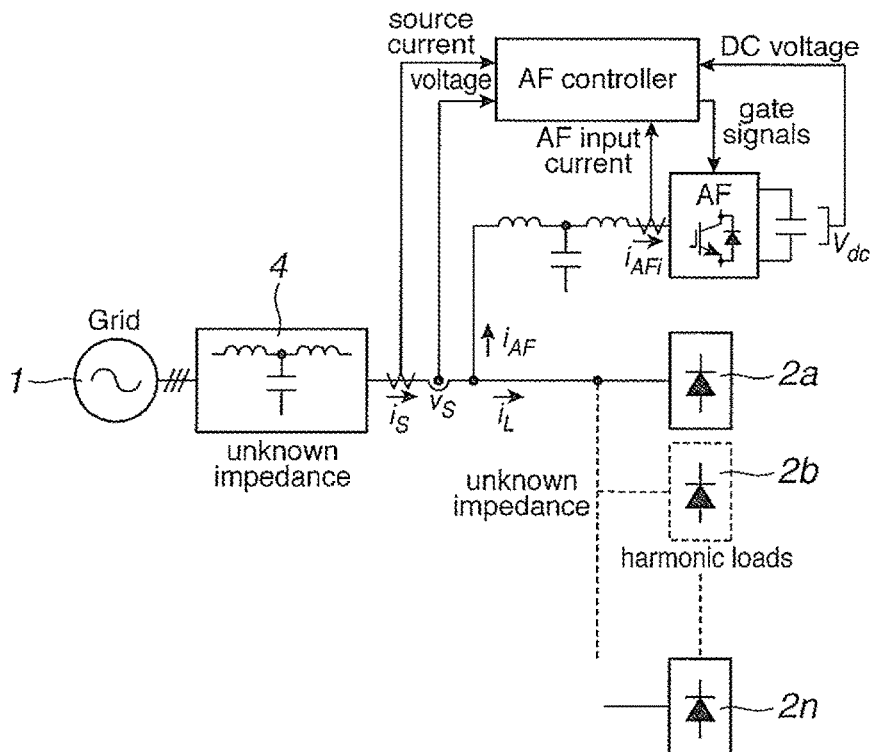 source
current
voltage
AF controller
DC voltage
AF input
current
gate
signals
AF
i_AFi
V_dc
4
Grid
1
i_AF
i_S
v_S
i_L
2a
unknown
impedance
unknown
impedance
2b
harmonic loads
2n